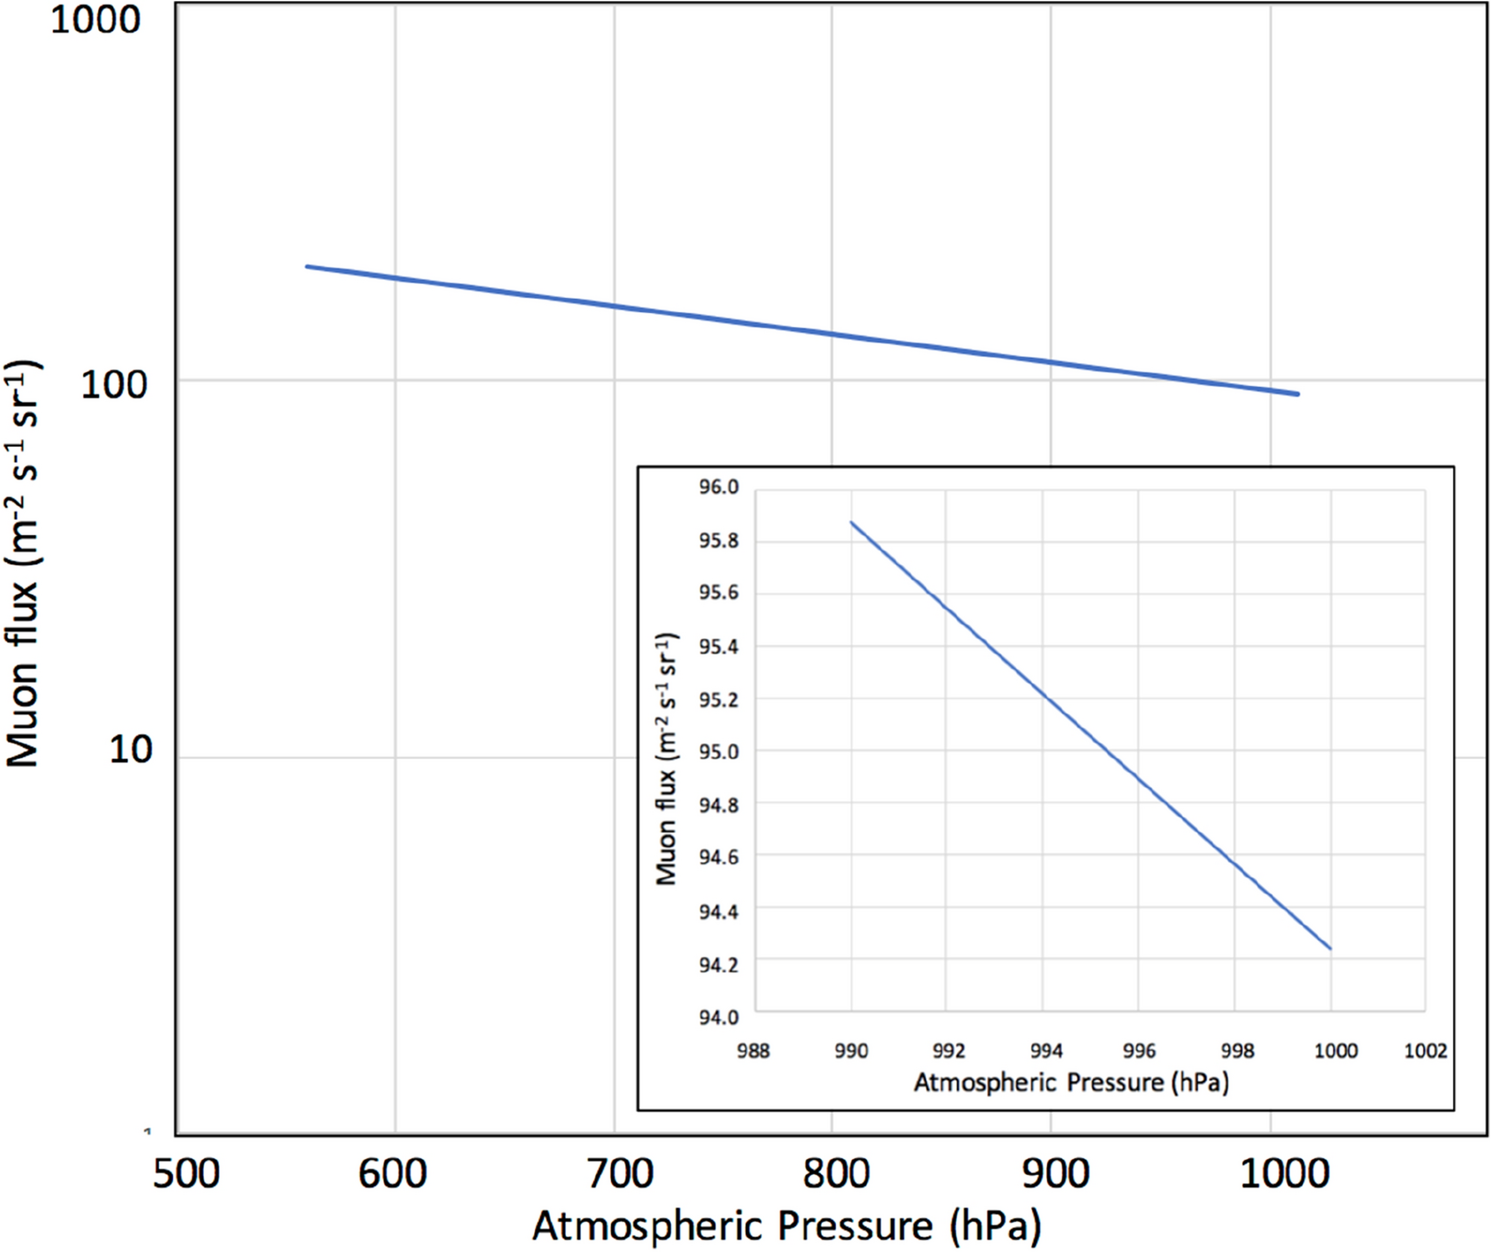 1000
100
10
1
Muon flux (m-2 s-1 sr-1)
500 600 700 800 900 1000
Atmospheric Pressure (hPa)
96.0
95.8
95.6
95.4
95.2
95.0
94.8
94.6
94.4
94.2
94.0
Muon flux (m-2 s-1 sr-1)
988 990 992 994 996 998 1000 1002
Atmospheric Pressure (hPa)